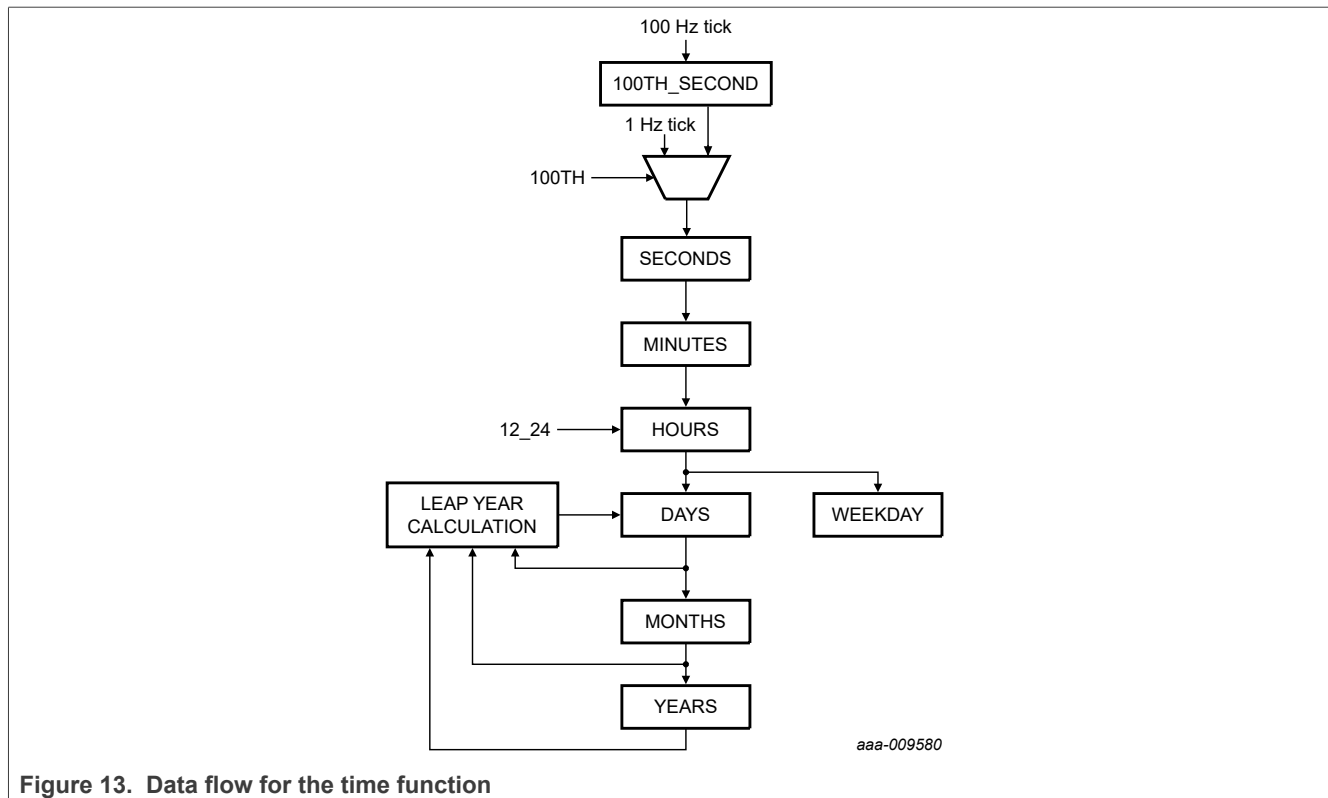 100 Hz tick
100TH_SECOND
1 Hz tick
100TH
SECONDS
MINUTES
12_24
HOURS
LEAP YEAR
CALCULATION
DAYS
WEEKDAY
MONTHS
YEARS
aaa-009580
Figure 13. Data flow for the time function